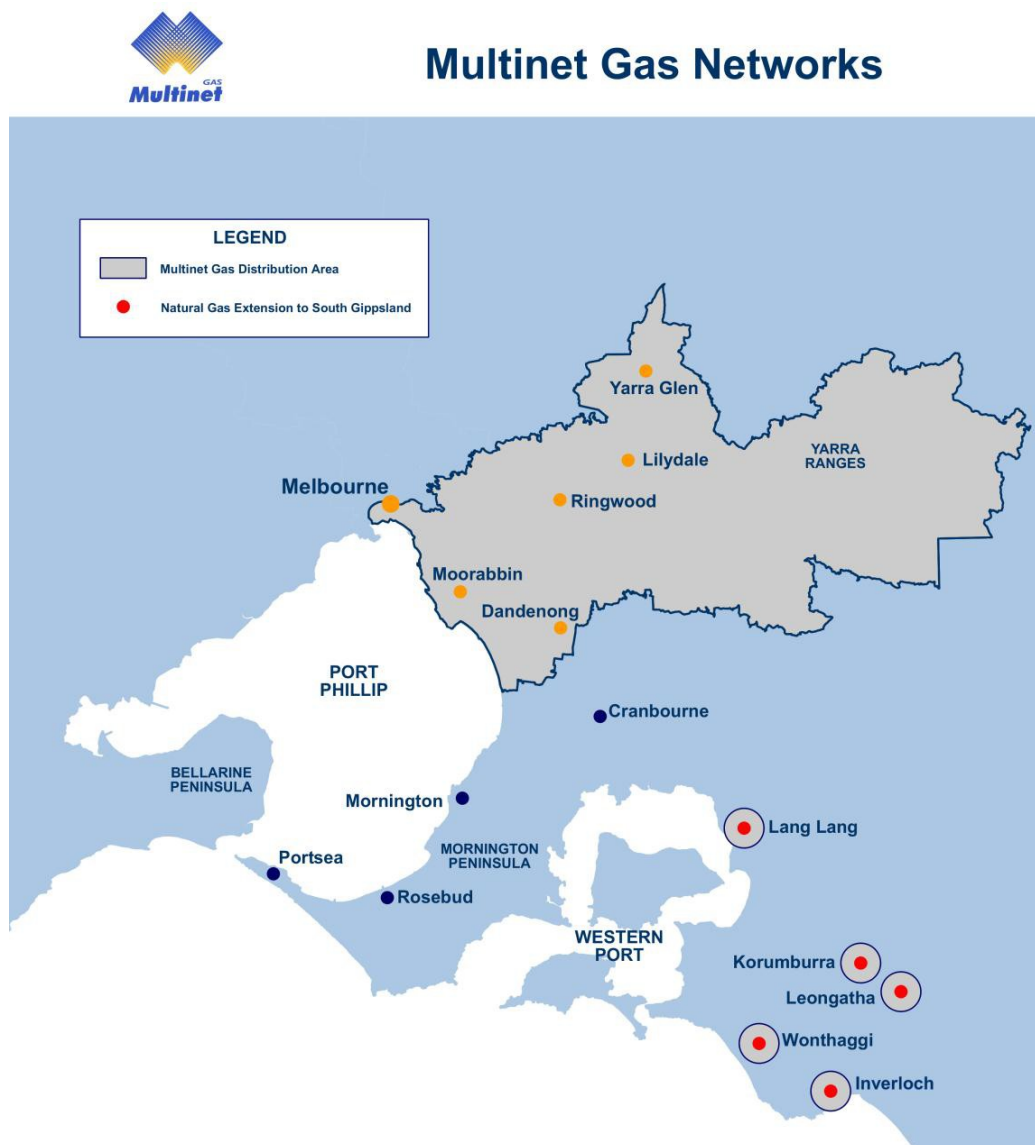 GAS
Multinet
Multinet Gas Networks
LEGEND
Multinet Gas Distribution Area
Natural Gas Extension to South Gippsland
Yarra Glen
YARRA
RANGES
Lilydale
Melbourne
Ringwood
Moorabbin
Dandenong
PORT
PHILLIP
Cranbourne
BELLARINE
PENINSULA
Mornington
Lang Lang
MORNINGTON
PENINSULA
Portsea
Rosebud
WESTERN
PORT
Korumburra
Leongatha
Wonthaggi
Inverloch